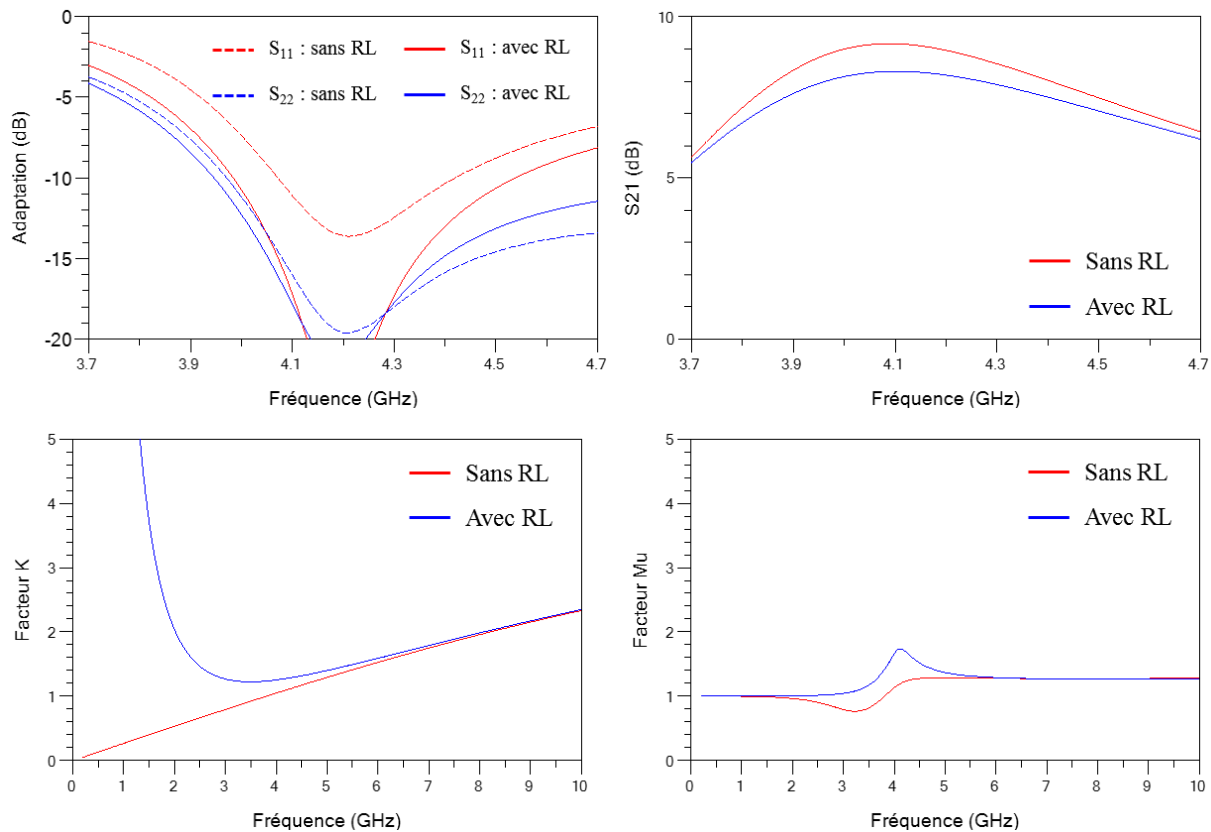 0
-5
-10
-15
-20
Adaptation (dB)
S11 : sans RL
S11 : avec RL
S22 : sans RL
S22 : avec RL
3.7 3.9 4.1 4.3 4.5 4.7
Fréquence (GHz)
10
5
0
S21 (dB)
Sans RL
Avec RL
3.7 3.9 4.1 4.3 4.5 4.7
Fréquence (GHz)
5
4
3
2
1
0
Facteur K
Sans RL
Avec RL
0 1 2 3 4 5 6 7 8 9 10
Fréquence (GHz)
5
4
3
2
1
0
Facteur Mu
Sans RL
Avec RL
0 1 2 3 4 5 6 7 8 9 10
Fréquence (GHz)